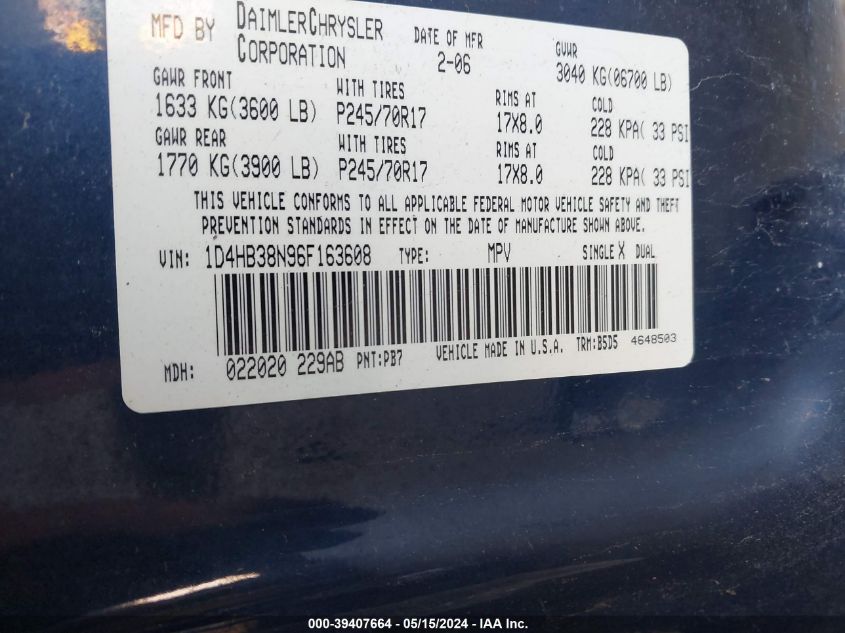 MFD BY DAIMLERCHRYSLER CORPORATION DATE OF MFR 2-06 GVWR 3040 KG(06700 LB)
GAWR FRONT WITH TIRES RIMS AT COLD
1633 KG(3600 LB) P245/70R17 17X8.0 228 KPA( 33 PSI
GAWR REAR WITH TIRES RIMS AT COLD
1770 KG(3900 LB) P245/70R17 17X8.0 228 KPA( 33 PSI
THIS VEHICLE CONFORMS TO ALL APPLICABLE FEDERAL MOTOR VEHICLE SAFETY AND THEFT
PREVENTION STANDARDS IN EFFECT ON THE DATE OF MANUFACTURE SHOWN ABOVE.
VIN: 1D4HB38N96F163608 TYPE: MPV SINGLE X DUAL
MDH: 022020 229AB PNT:PB7 VEHICLE MADE IN U.S.A. TRM:B5D5 4648503
000-39407664 - 05/15/2024 - IAA Inc.